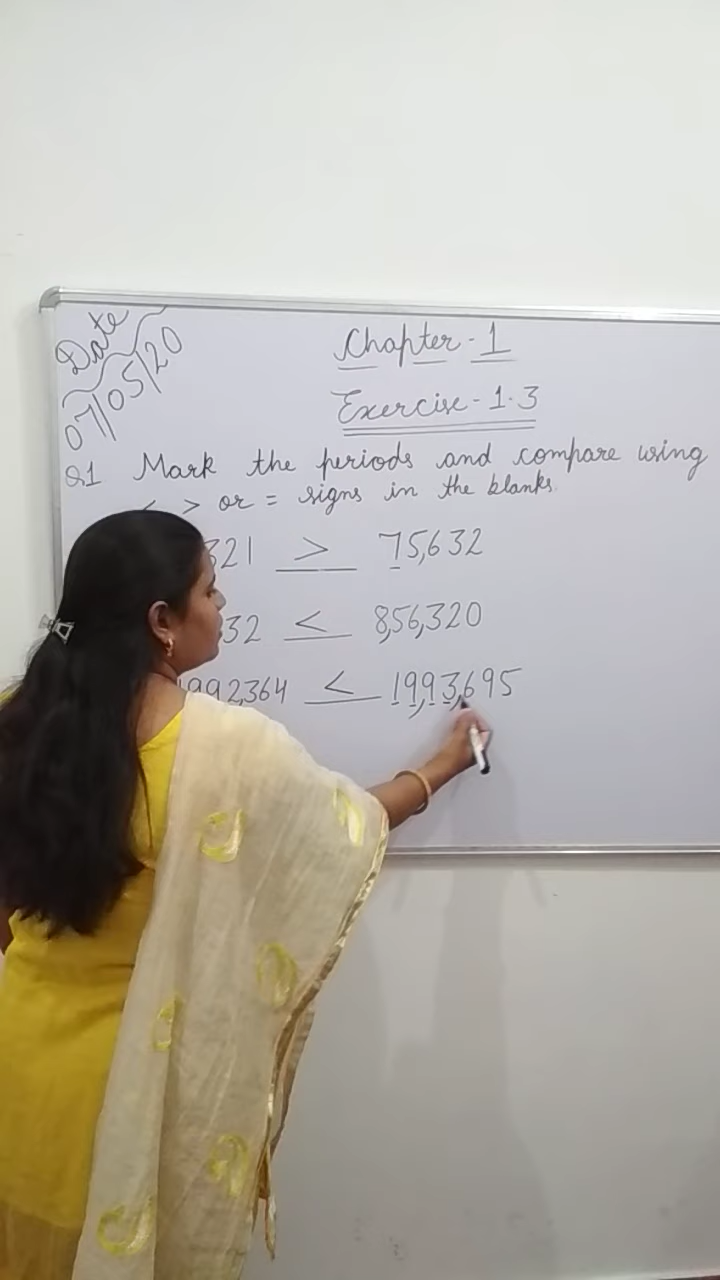 Date
07/05/20
Chapter - 1
Exercise - 1.3
Q1 Mark the periods and compare using
< > or = signs in the blanks.
321 > 75,632
32 < 8,56,320
1992,364 < 19,93,695